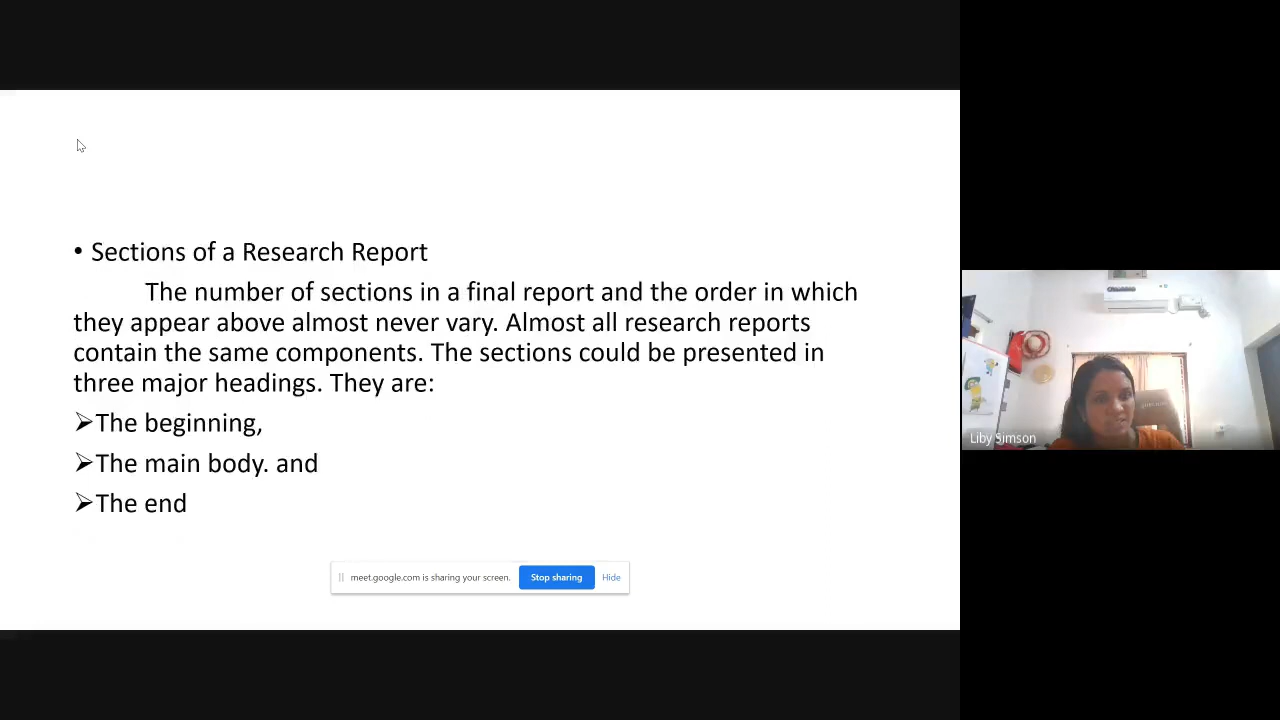 • Sections of a Research Report
The number of sections in a final report and the order in which
they appear above almost never vary. Almost all research reports
contain the same components. The sections could be presented in
three major headings. They are:
➢The beginning,
➢The main body. and
➢The end
meet.google.com is sharing your screen. Stop sharing Hide
Liby Simson